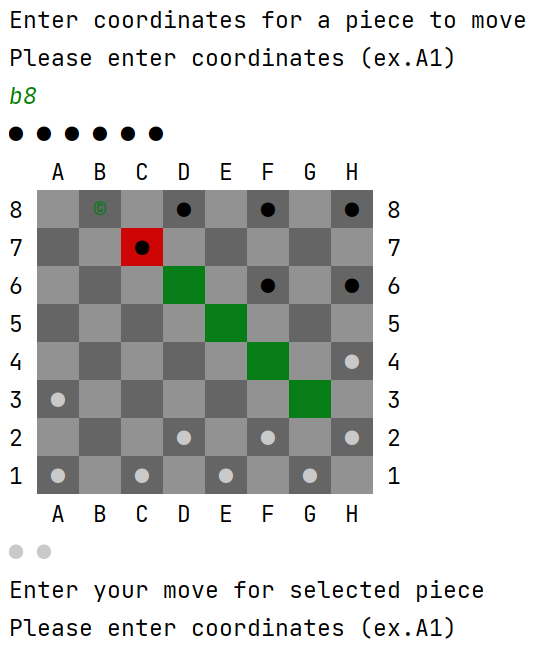 Enter coordinates for a piece to move
Please enter coordinates (ex.A1)
b8
● ● ● ● ● ●
A B C D E F G H
8 © ● ● ● 8
7 ● 7
6 ● ● 6
5 5
4 ● 4
3 ● 3
2 ● ● ● 2
1 ● ● ● ● 1
A B C D E F G H
● ●
Enter your move for selected piece
Please enter coordinates (ex.A1)